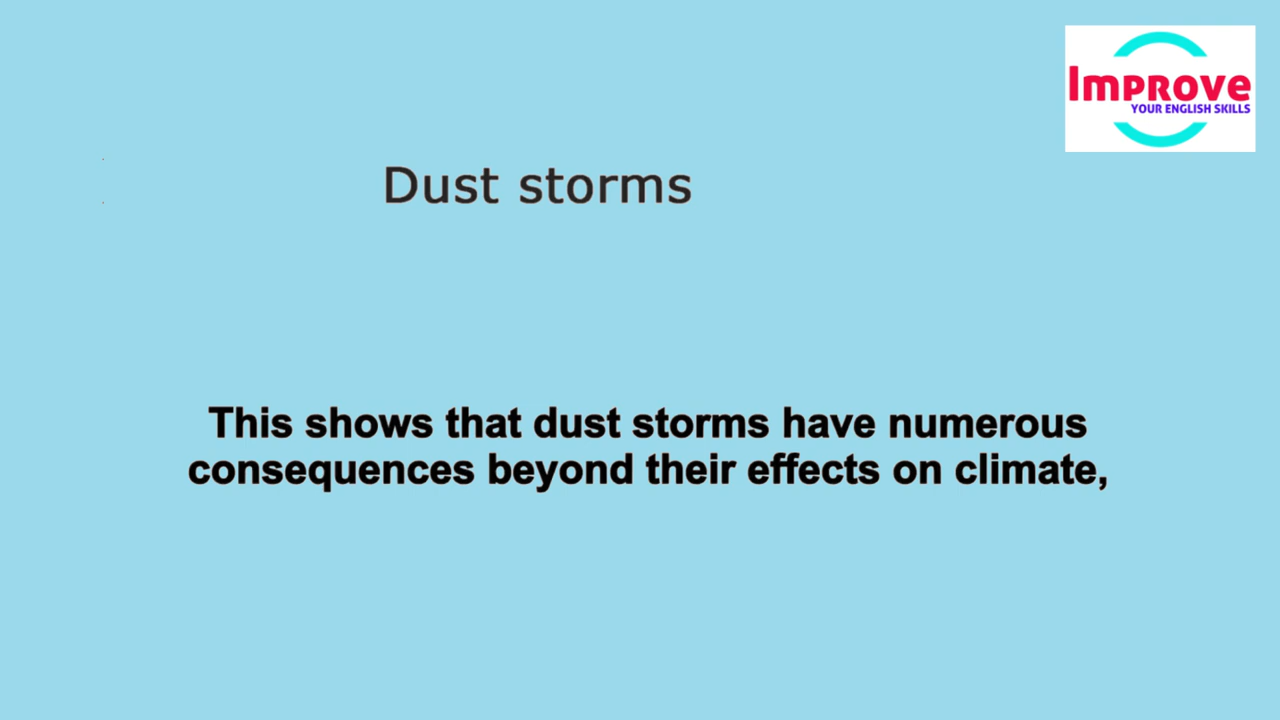 Improve
YOUR ENGLISH SKILLS
Dust storms
This shows that dust storms have numerous
consequences beyond their effects on climate,